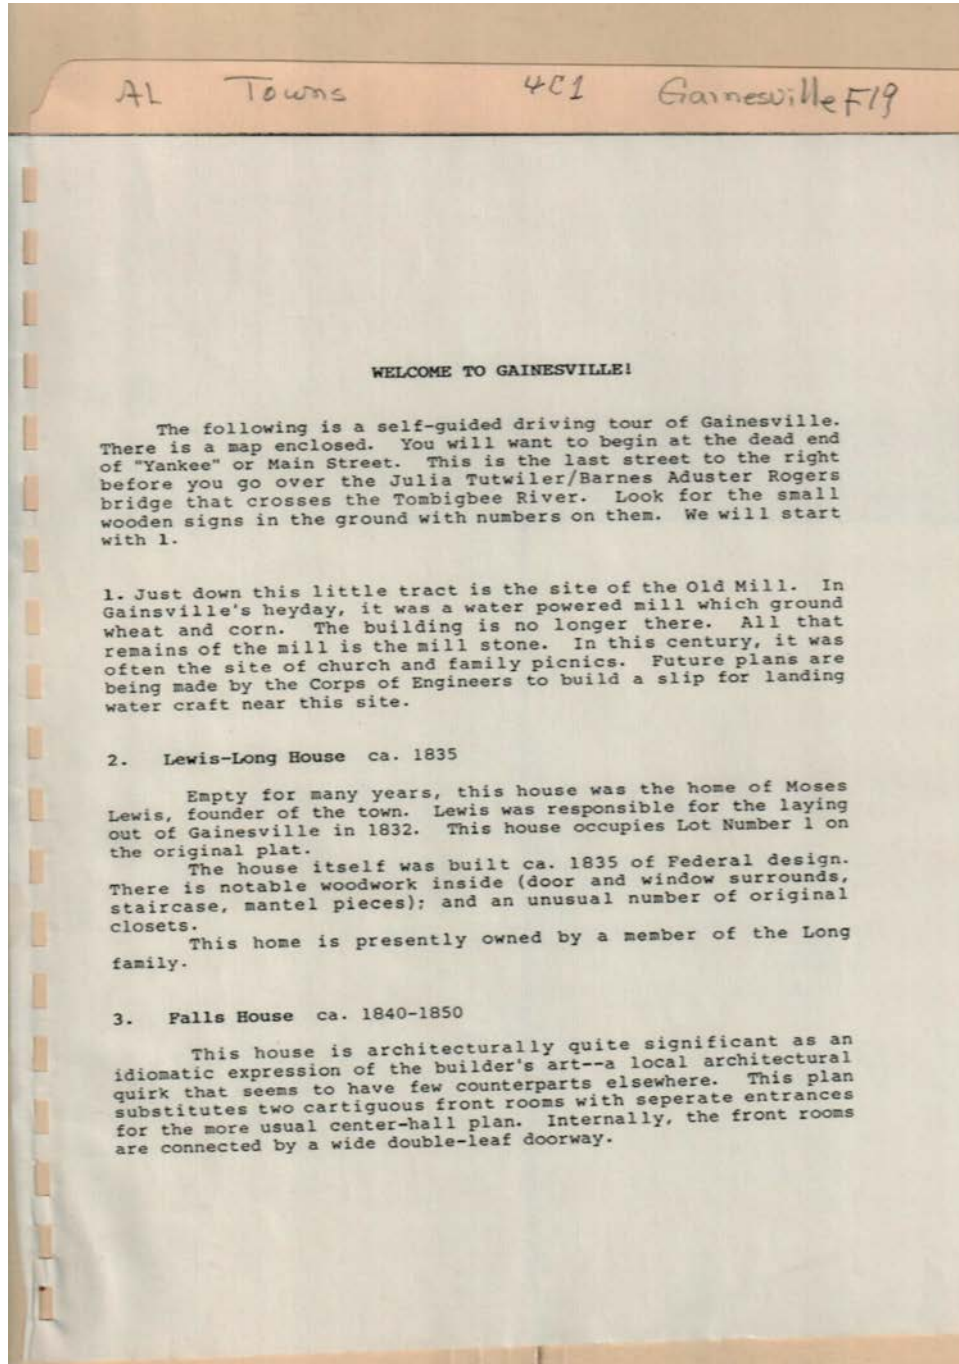 AL Towns 4C1 Gainesville F19
WELCOME TO GAINESVILLE!
The following is a self-guided driving tour of Gainesville.
There is a map enclosed. You will want to begin at the dead end
of "Yankee" or Main Street. This is the last street to the right
before you go over the Julia Tutwiler/Barnes Aduster Rogers
bridge that crosses the Tombigbee River. Look for the small
wooden signs in the ground with numbers on them. We will start
with 1.
1. Just down this little tract is the site of the Old Mill. In
Gainsville's heyday, it was a water powered mill which ground
wheat and corn. The building is no longer there. All that
remains of the mill is the mill stone. In this century, it was
often the site of church and family picnics. Future plans are
being made by the Corps of Engineers to build a slip for landing
water craft near this site.
2. Lewis-Long House ca. 1835
Empty for many years, this house was the home of Moses
Lewis, founder of the town. Lewis was responsible for the laying
out of Gainesville in 1832. This house occupies Lot Number 1 on
the original plat.
The house itself was built ca. 1835 of Federal design.
There is notable woodwork inside (door and window surrounds,
staircase, mantel pieces); and an unusual number of original
closets.
This home is presently owned by a member of the Long
family.
3. Falls House ca. 1840-1850
This house is architecturally quite significant as an
idiomatic expression of the builder's art--a local architectural
quirk that seems to have few counterparts elsewhere. This plan
substitutes two cartiguous front rooms with seperate entrances
for the more usual center-hall plan. Internally, the front rooms
are connected by a wide double-leaf doorway.